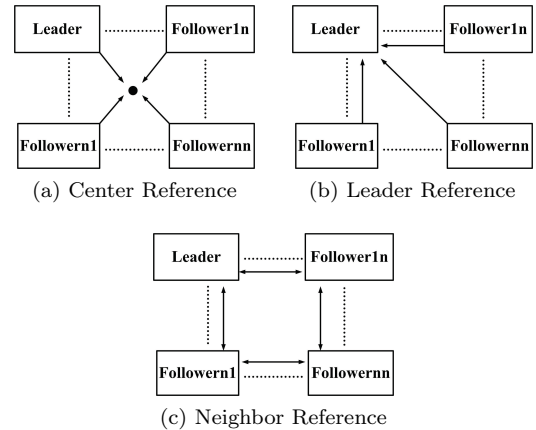 Leader Follower1n
Followern1 Followernn
(a) Center Reference
Leader Follower1n
Followern1 Followernn
(b) Leader Reference
Leader Follower1n
Followern1 Followernn
(c) Neighbor Reference